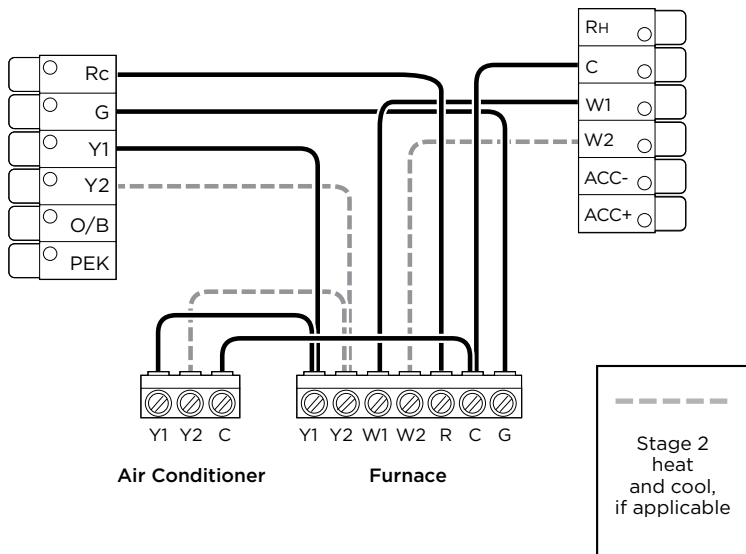 Rc
G
Y1
Y2
O/B
PEK
RH
C
W1
W2
ACC-
ACC+
Y1 Y2 C
Air Conditioner
Y1 Y2 W1 W2 R C G
Furnace
Stage 2
heat
and cool,
if applicable